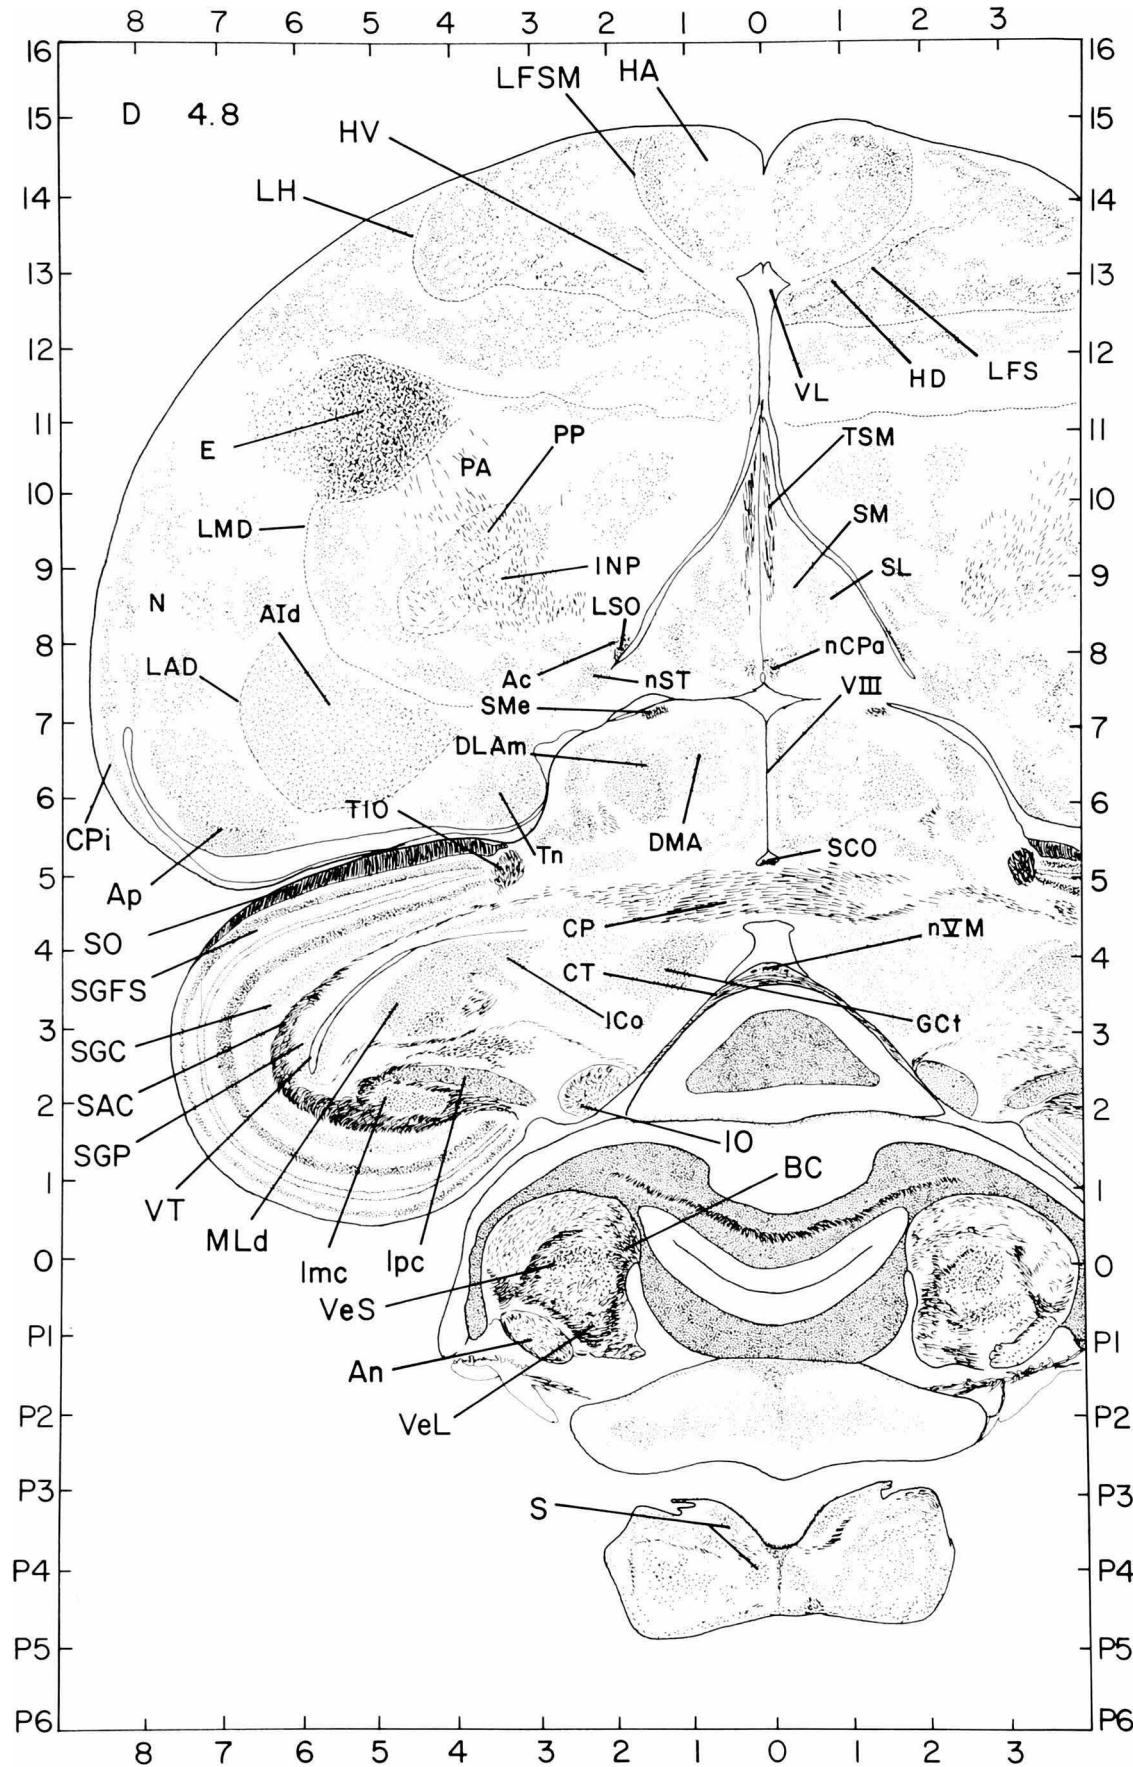 8 7 6 5 4 3 2 1 0 1 2 3
16 16
LFSM HA
D 4.8
15 15
HV
14 14
LH
13 13
12 12
VL HD LFS
11 11
E PP TSM
PA
10 10
LMD SM
9 INP SL 9
N AId LSO
8 nCPa 8
LAD Ac nST VIII
SMe
7 7
DLAm
6 TIO 6
CPi DMA SCO
Tn
5 5
Ap
SO CP nVM
4 4
SGFS CT
ICo GCt
3 3
SGC
SAC
2 2
SGP IO
BC
1 1
VT
MLd
Imc Ipc
0 0
VeS
P1 P1
An
VeL
P2 P2
P3 P3
S
P4 P4
P5 P5
P6 P6
8 7 6 5 4 3 2 1 0 1 2 3